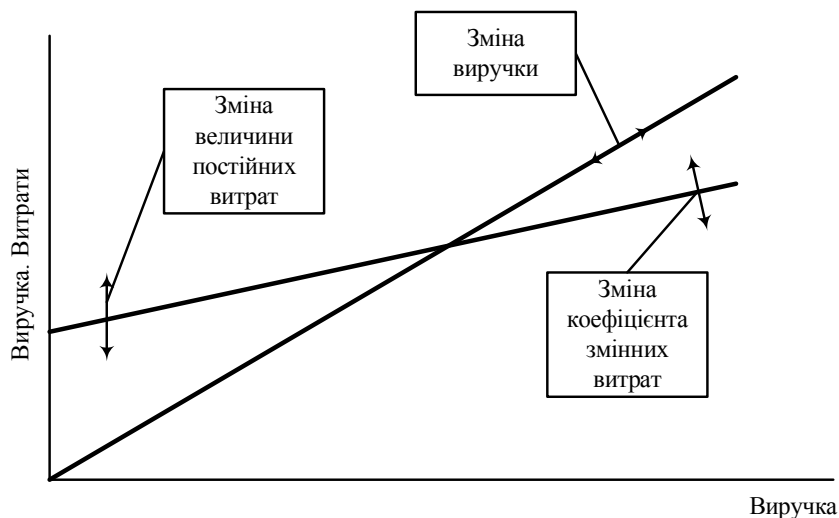 Зміна
виручки
Зміна
величини
постійних
витрат
Виручка. Витрати
Зміна
коефіцієнта
змінних
витрат
Виручка